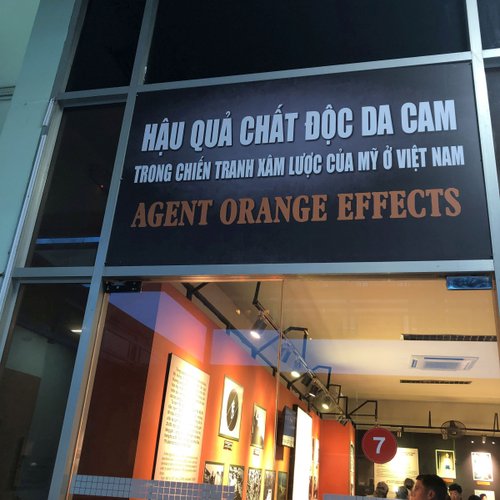 HẬU QUẢ CHẤT ĐỘC DA CAM
TRONG CHIẾN TRANH XÂM LƯỢC CỦA MỸ Ở VIỆT NAM
AGENT ORANGE EFFECTS
7